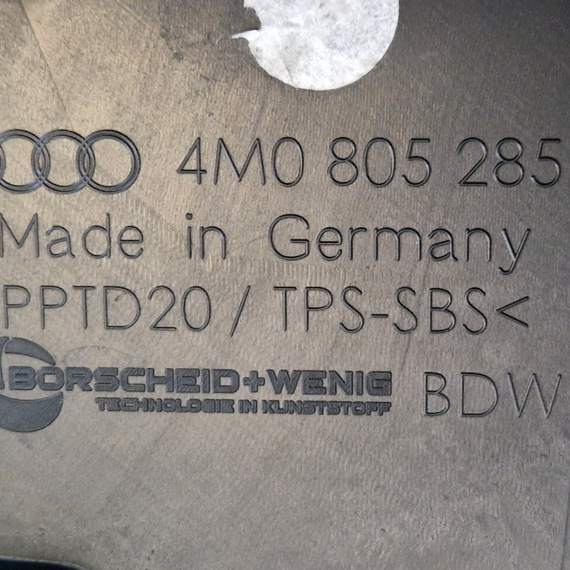 4M0 805 285
Made in Germany
PPTD20 / TPS-SBS<
BORSCHEID+WENIG
TECHNOLOGIE IN KUNSTSTOFF
BDW